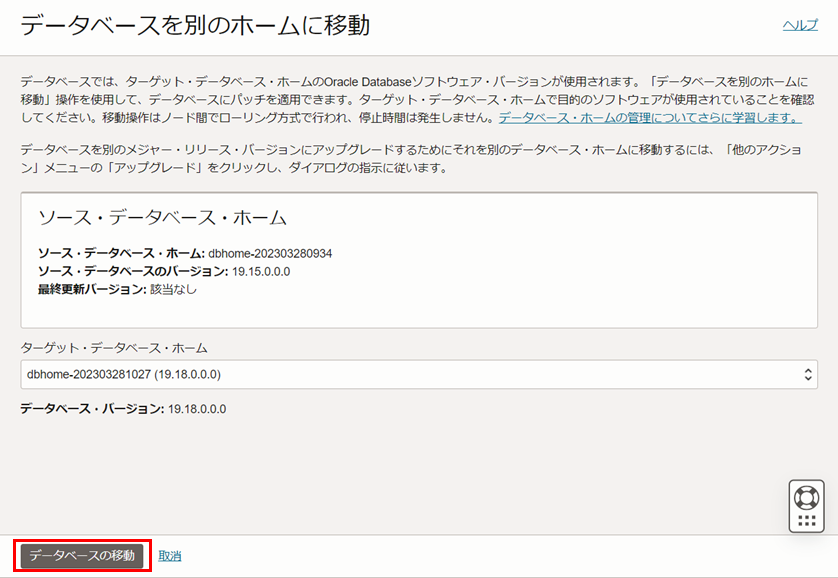 データベースを別のホームに移動
ヘルプ
データベースでは、ターゲット・データベース・ホームのOracle Databaseソフトウェア・バージョンが使用されます。「データベースを別のホームに
移動」操作を使用して、データベースにパッチを適用できます。ターゲット・データベース・ホームで目的のソフトウェアが使用されていることを確認
してください。移動操作はノード間でローリング方式で行われ、停止時間は発生しません。データベース・ホームの管理についてさらに学習します。
データベースを別のメジャー・リリース・バージョンにアップグレードするためにそれを別のデータベース・ホームに移動するには、「他のアクショ
ン」メニューの「アップグレード」をクリックし、ダイアログの指示に従います。
ソース・データベース・ホーム
ソース・データベース・ホーム: dbhome-202303280934
ソース・データベースのバージョン: 19.15.0.0.0
最終更新バージョン: 該当なし
ターゲット・データベース・ホーム
dbhome-202303281027 (19.18.0.0.0)
データベース・バージョン: 19.18.0.0.0
データベースの移動
取消